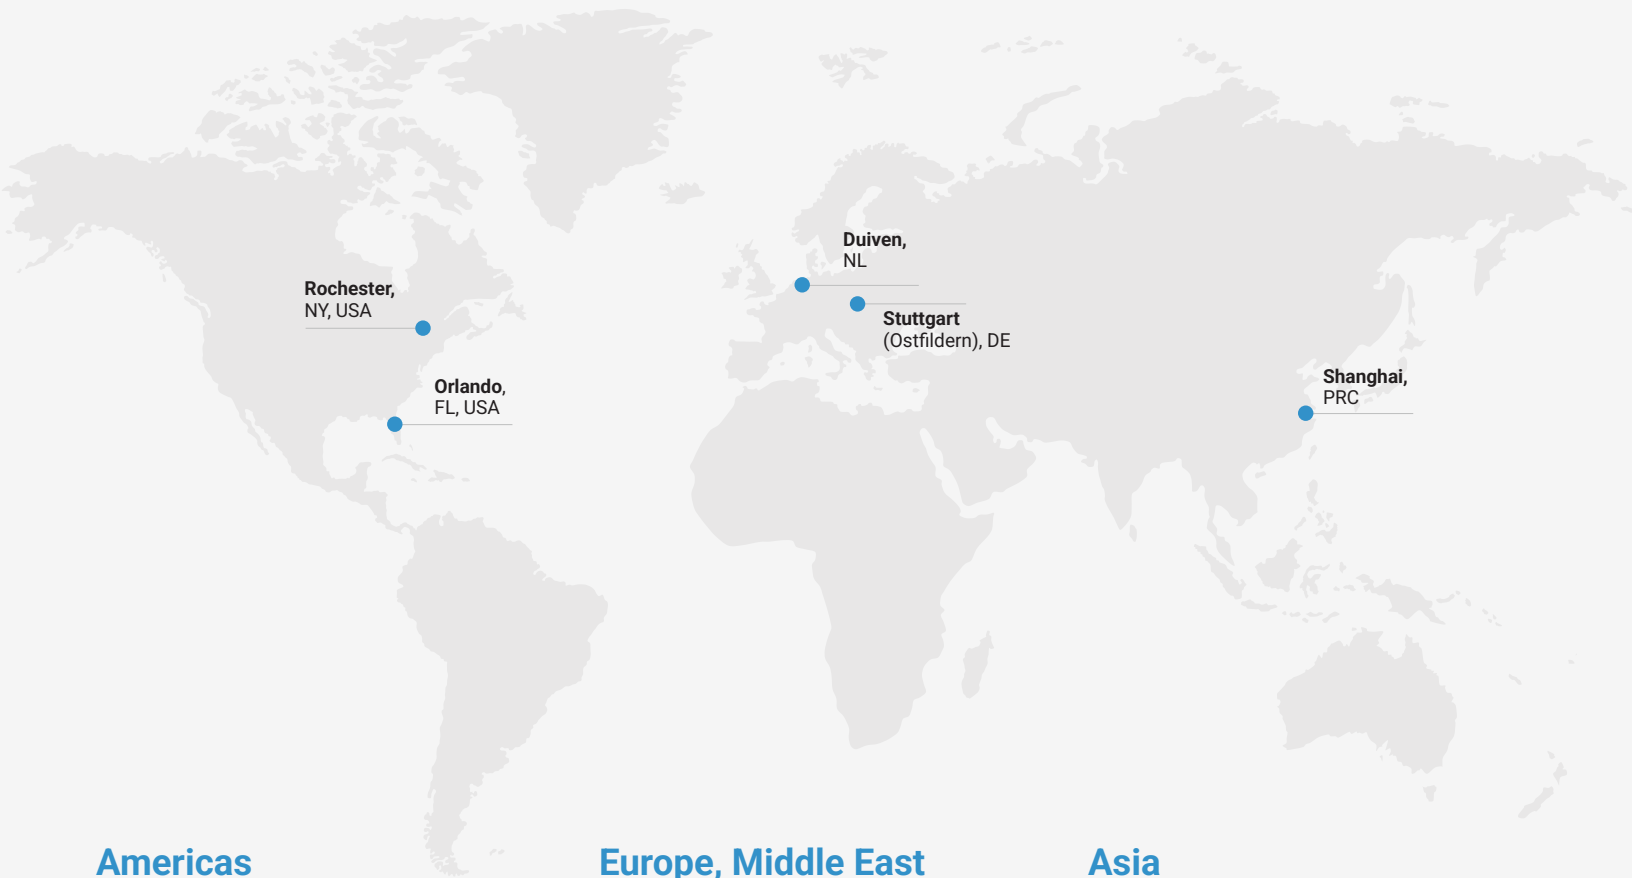 Duiven,
NL
Rochester,
NY, USA
Stuttgart
(Ostfildern), DE
Orlando,
FL, USA
Shanghai,
PRC
Americas
Europe, Middle East
Asia